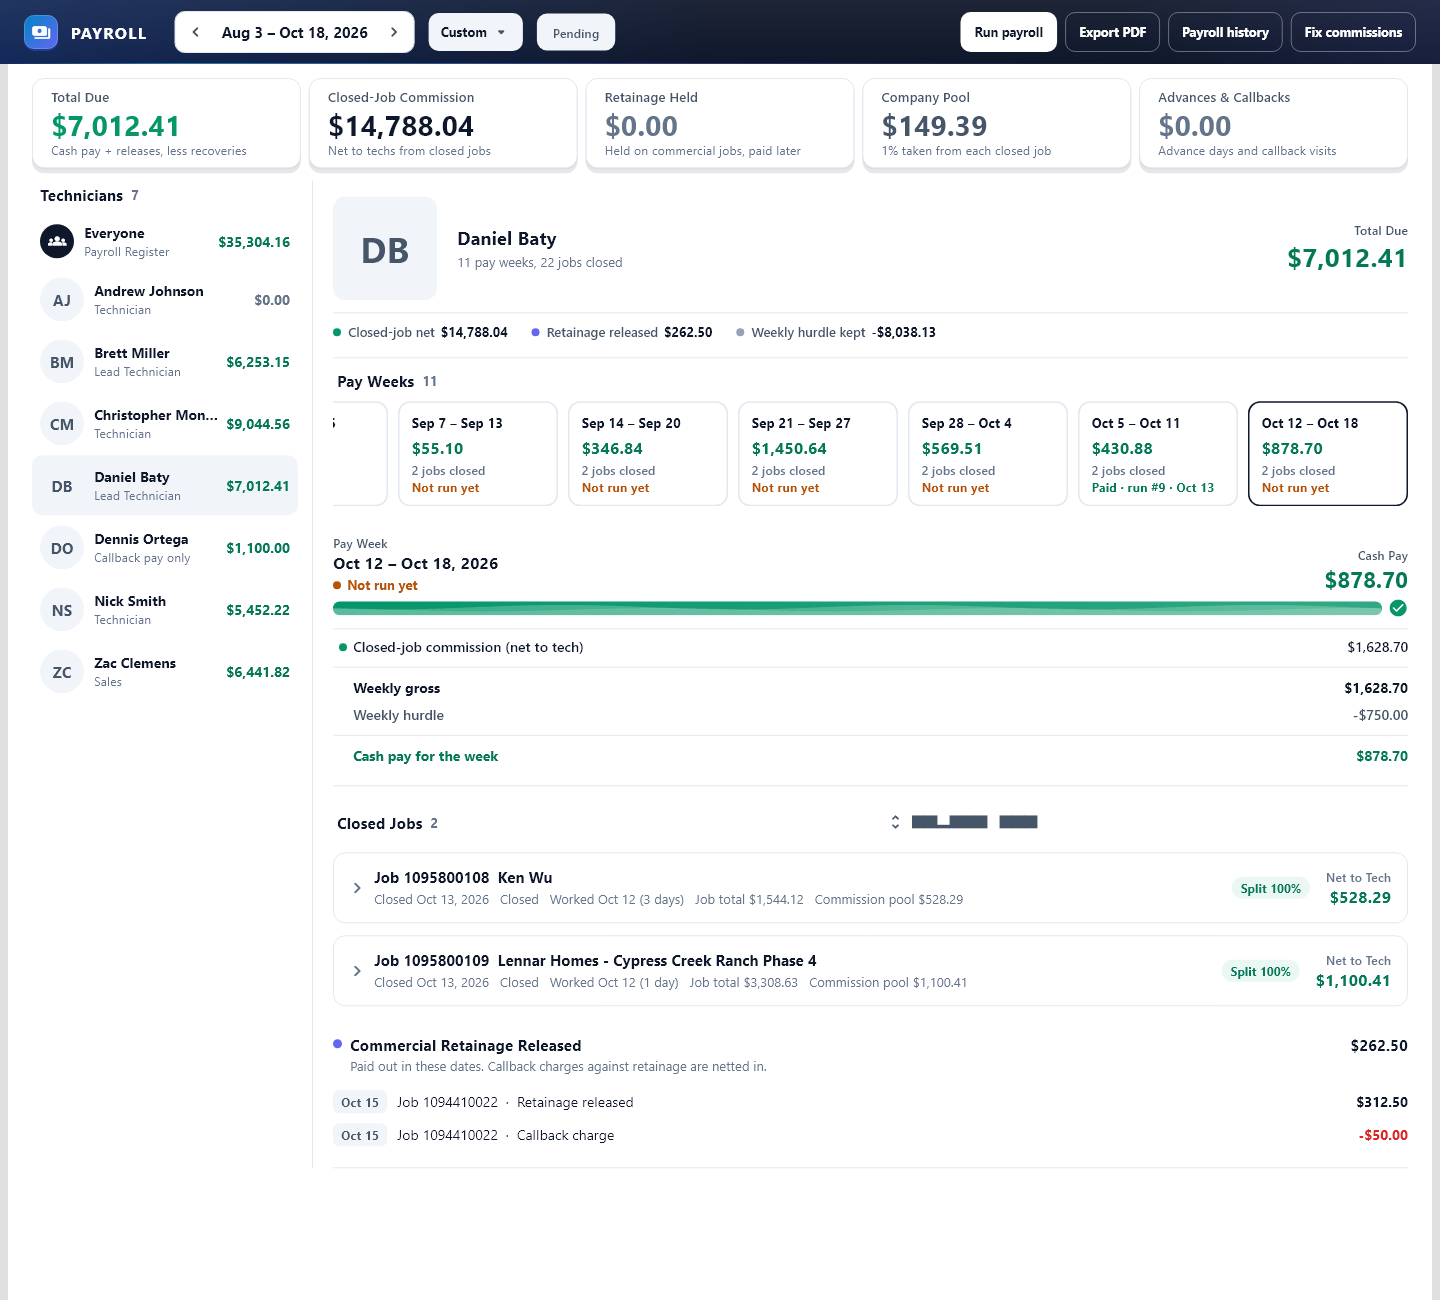 PAYROLL
Aug 3 – Oct 18, 2026
Custom
Pending
Run payroll
Export PDF
Payroll history
Fix commissions
Total Due
$7,012.41
Cash pay + releases, less recoveries
Closed-Job Commission
$14,788.04
Net to techs from closed jobs
Retainage Held
$0.00
Held on commercial jobs, paid later
Company Pool
$149.39
1% taken from each closed job
Advances & Callbacks
$0.00
Advance days and callback visits
Technicians 7
Everyone
Payroll Register
$35,304.16
AJ
Andrew Johnson
Technician
$0.00
BM
Brett Miller
Lead Technician
$6,253.15
CM
Christopher Mon...
Technician
$9,044.56
DB
Daniel Baty
Lead Technician
$7,012.41
DO
Dennis Ortega
Callback pay only
$1,100.00
NS
Nick Smith
Technician
$5,452.22
ZC
Zac Clemens
Sales
$6,441.82
DB
Daniel Baty
11 pay weeks, 22 jobs closed
Total Due
$7,012.41
Closed-job net $14,788.04
Retainage released $262.50
Weekly hurdle kept -$8,038.13
Pay Weeks 11
Sep 7 – Sep 13
$55.10
2 jobs closed
Not run yet
Sep 14 – Sep 20
$346.84
2 jobs closed
Not run yet
Sep 21 – Sep 27
$1,450.64
2 jobs closed
Not run yet
Sep 28 – Oct 4
$569.51
2 jobs closed
Not run yet
Oct 5 – Oct 11
$430.88
2 jobs closed
Paid · run #9 · Oct 13
Oct 12 – Oct 18
$878.70
2 jobs closed
Not run yet
Pay Week
Oct 12 – Oct 18, 2026
Not run yet
Cash Pay
$878.70
Closed-job commission (net to tech) $1,628.70
Weekly gross $1,628.70
Weekly hurdle -$750.00
Cash pay for the week $878.70
Closed Jobs 2
Job 1095800108 Ken Wu
Closed Oct 13, 2026 Closed Worked Oct 12 (3 days) Job total $1,544.12 Commission pool $528.29
Split 100%
Net to Tech
$528.29
Job 1095800109 Lennar Homes - Cypress Creek Ranch Phase 4
Closed Oct 13, 2026 Closed Worked Oct 12 (1 day) Job total $3,308.63 Commission pool $1,100.41
Split 100%
Net to Tech
$1,100.41
Commercial Retainage Released $262.50
Paid out in these dates. Callback charges against retainage are netted in.
Oct 15 Job 1094410022 · Retainage released $312.50
Oct 15 Job 1094410022 · Callback charge -$50.00